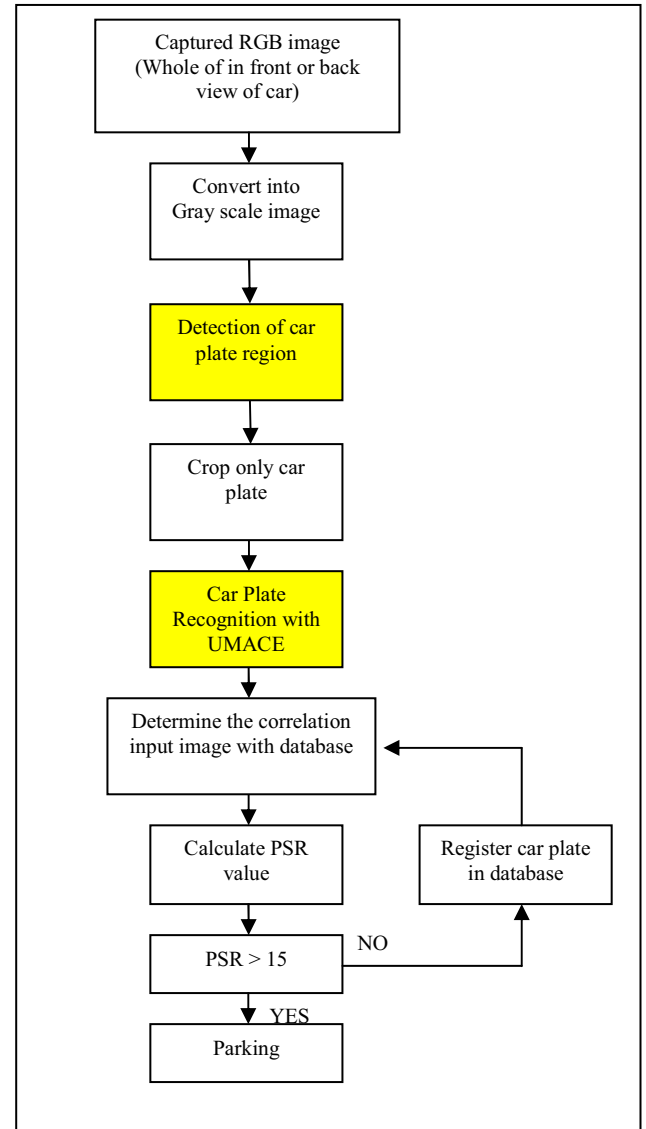 Captured RGB image
(Whole of in front or back
view of car)
Convert into
Gray scale image
Detection of car
plate region
Crop only car
plate
Car Plate
Recognition with
UMACE
Determine the correlation
input image with database
Calculate PSR
value
Register car plate
in database
PSR > 15
NO
YES
Parking